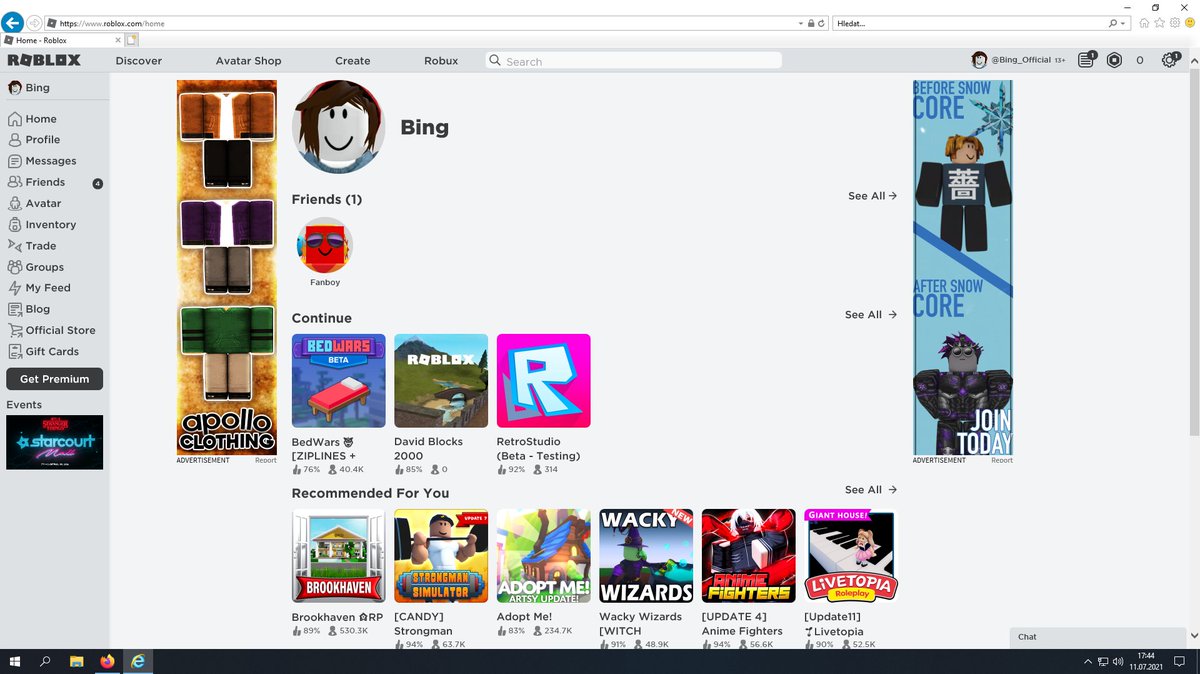 https://www.roblox.com/home
Hledat...
Home - Roblox
ROBLOX
Discover
Avatar Shop
Create
Robux
Search
@Bing_Official 13+
1
0
1
Bing
Home
Profile
Messages
Friends
4
Avatar
Inventory
Trade
Groups
My Feed
Blog
Official Store
Gift Cards
Get Premium
Events
starcourt
apollo
CLOTHING
ADVERTISEMENT
Report
Bing
Friends (1)
See All →
Fanboy
Continue
See All →
BEDWARS
BETA
ROBLOX
R
BedWars 😈
[ZIPLINES +
76% 40.4K
David Blocks
2000
85% 0
RetroStudio
(Beta - Testing)
92% 314
Recommended For You
See All →
BROOKHAVEN
UPDATE 7
STRONGMAN
SIMULATOR
ADOPT ME!
ARTSY UPDATE!
NEW
WACKY
WIZARDS
ANIME
FIGHTERS
GIANT HOUSE!
LIVETOPIA
Roleplay
Brookhaven 🏡RP
89% 530.3K
[CANDY]
Strongman
94% 63.7K
Adopt Me!
83% 234.7K
Wacky Wizards
[WITCH
91% 48.9K
[UPDATE 4]
Anime Fighters
94% 56.6K
[Update11]
🌴Livetopia
90% 52.5K
BEFORE SNOW
CORE
薔
AFTER SNOW
CORE
JOIN
TODAY
ADVERTISEMENT
Report
Chat
17:44
11.07.2021